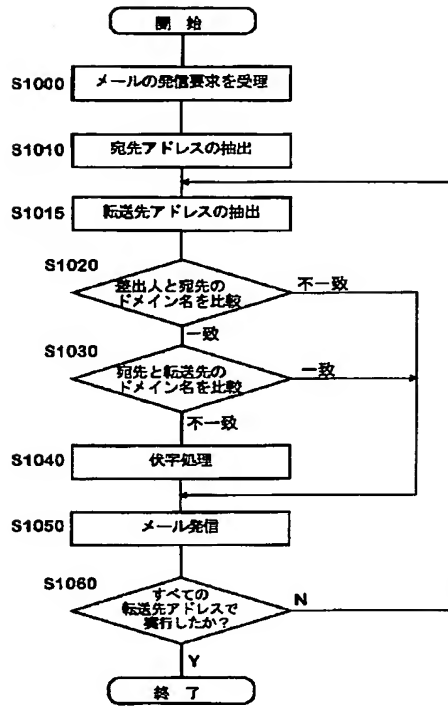 開 始
S1000
メールの発信要求を受理
S1010
宛先アドレスの抽出
S1015
転送先アドレスの抽出
S1020
差出人と宛先の
ドメイン名を比較
不一致
一致
S1030
宛先と転送先の
ドメイン名を比較
一致
不一致
S1040
伏字処理
S1050
メール発信
S1060
すべての
転送先アドレスで
実行したか?
N
Y
終 了